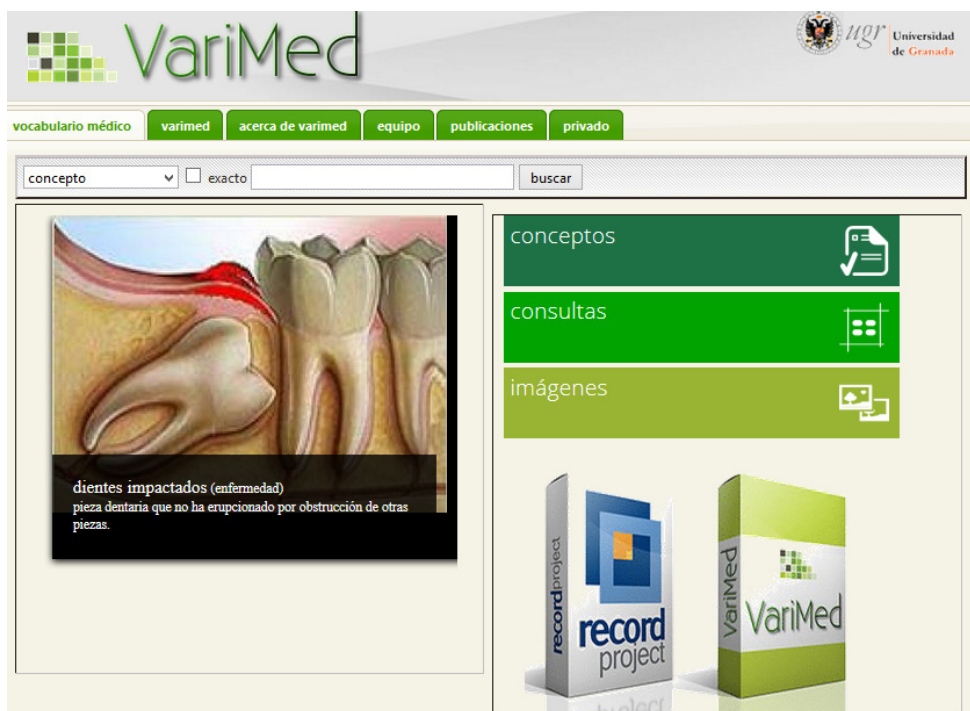 VariMed
ugr Universidad
de Granada
vocabulario médico varimed acerca de varimed equipo publicaciones privado
concepto exacto buscar
conceptos
consultas
imágenes
dientes impactados (enfermedad)
pieza dentaria que no ha erupcionado por obstrucción de otras
piezas.
recordproject
record
project
VariMed
VariMed